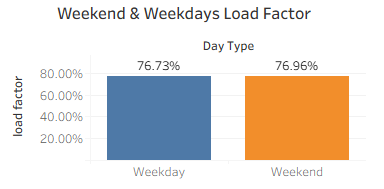 Weekend & Weekdays Load Factor
Day Type
76.73%
76.96%
80.00%
60.00%
40.00%
20.00%
load factor
Weekday
Weekend